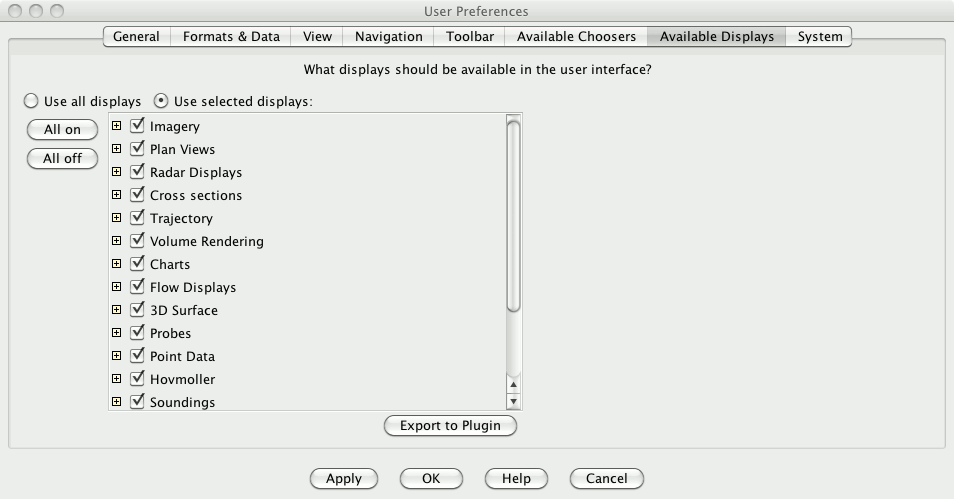 User Preferences
General Formats & Data View Navigation Toolbar Available Choosers Available Displays System
What displays should be available in the user interface?
Use all displays Use selected displays:
All on
All off
Imagery
Plan Views
Radar Displays
Cross sections
Trajectory
Volume Rendering
Charts
Flow Displays
3D Surface
Probes
Point Data
Hovmoller
Soundings
Export to Plugin
Apply OK Help Cancel